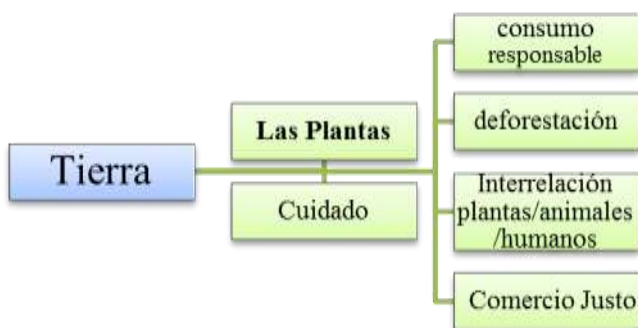 Tierra
Las Plantas
Cuidado
consumo
responsable
deforestación
Interrelación
plantas/animales
/humanos
Comercio Justo